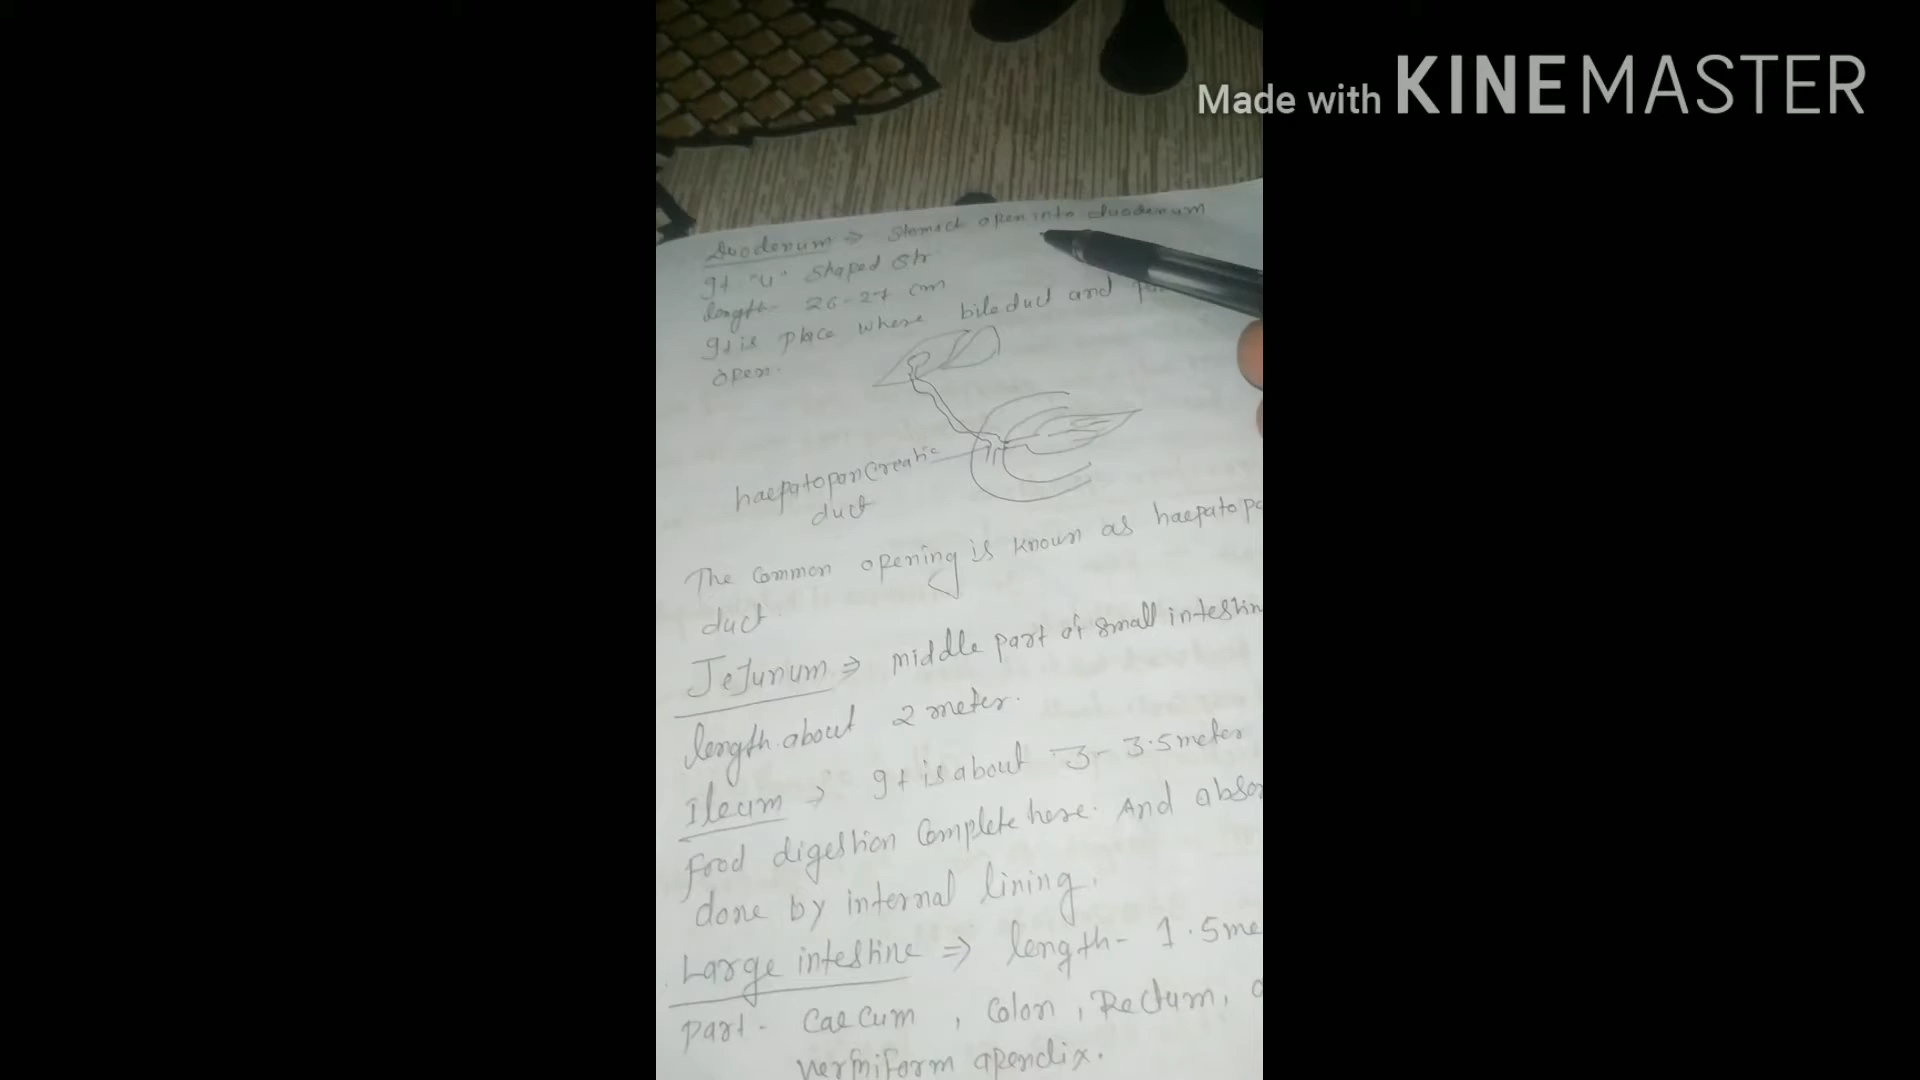 Made with KINEMASTER
Duodenum ⇒ Stomach open into duodenum
It "U" Shaped Str
length- 26-27 cm
It is place where bile duct and
open.
haepatopancreatic
duct
The Common opening is known as haepatopa
duct.
JeJunum ⇒ middle part of small intestin
length about 2 meter.
Ileum → It is about 3- 3.5 meter
Food digestion Complete here. And absor
done by internal lining.
Large intestine ⇒ length- 1.5me
part- Caecum, Colon, Rectum,
vermiform apendix.